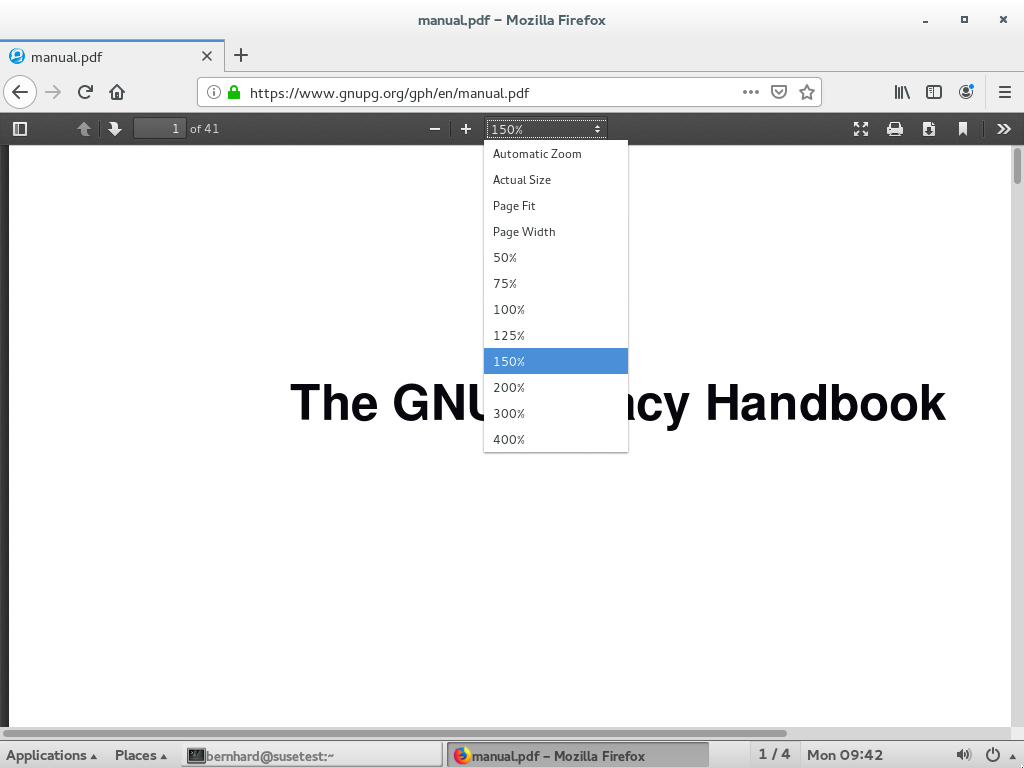 manual.pdf – Mozilla Firefox
manual.pdf
https://www.gnupg.org/gph/en/manual.pdf
1 of 41
150%
Automatic Zoom
Actual Size
Page Fit
Page Width
50%
75%
100%
125%
150%
200%
300%
400%
The GNU acy Handbook
Applications Places bernhard@susetest:~ manual.pdf – Mozilla Firefox 1 / 4 Mon 09:42